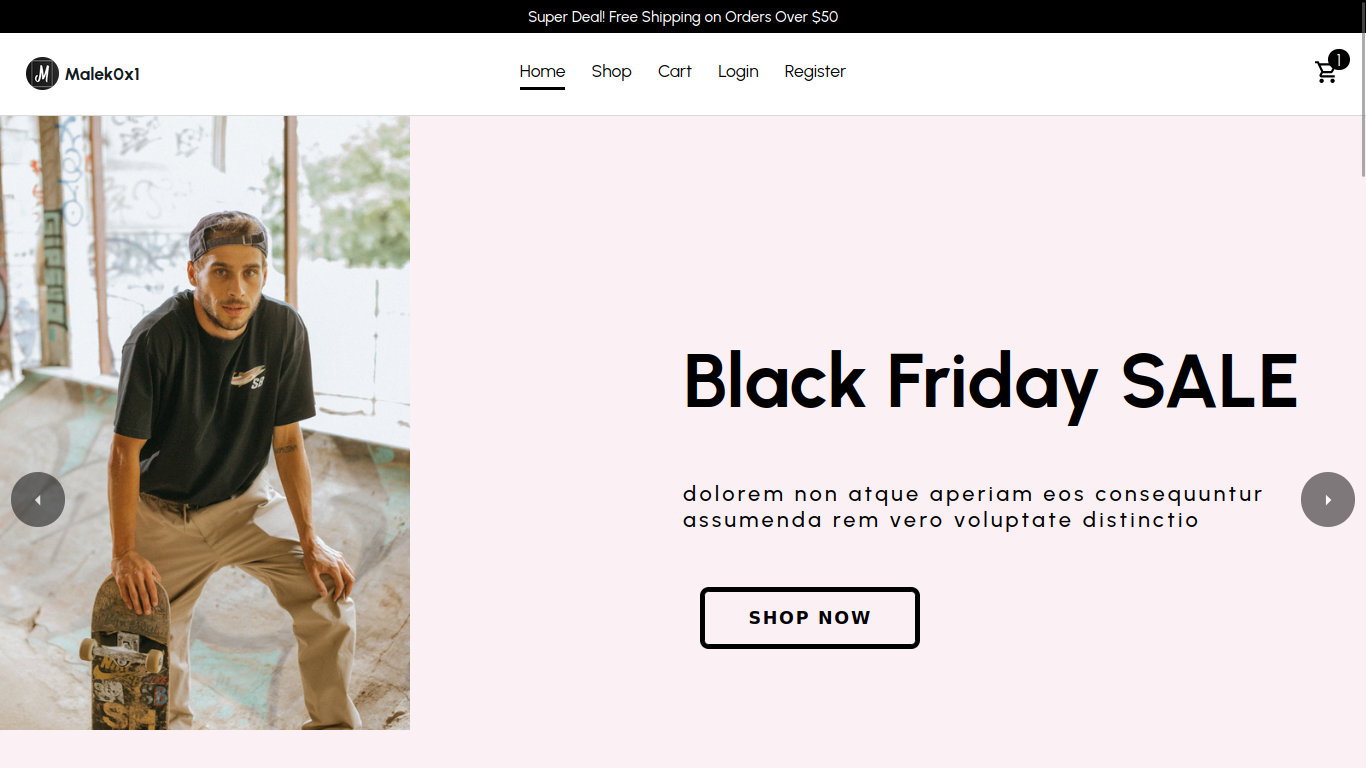 Super Deal! Free Shipping on Orders Over $50
M Malek0x1
Home Shop Cart Login Register
1
SB
Black Friday SALE
dolorem non atque aperiam eos consequuntur
assumenda rem vero voluptate distinctio
SHOP NOW